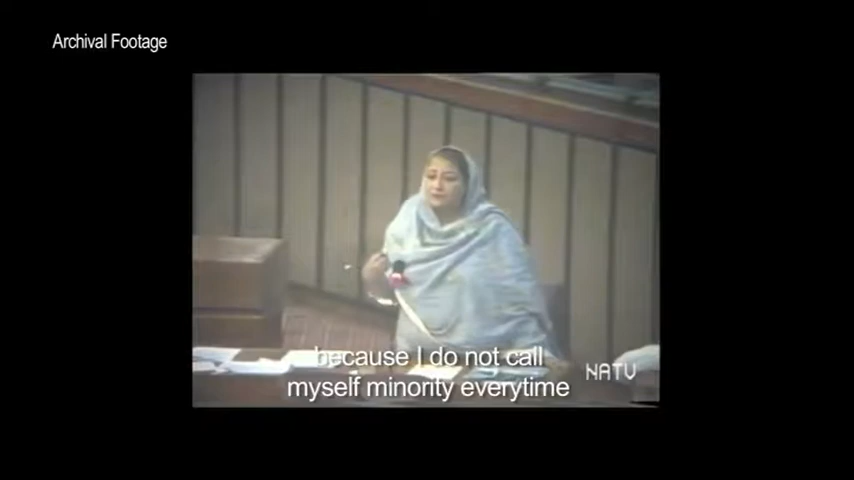 Archival Footage
because I do not call
NATV
myself minority everytime